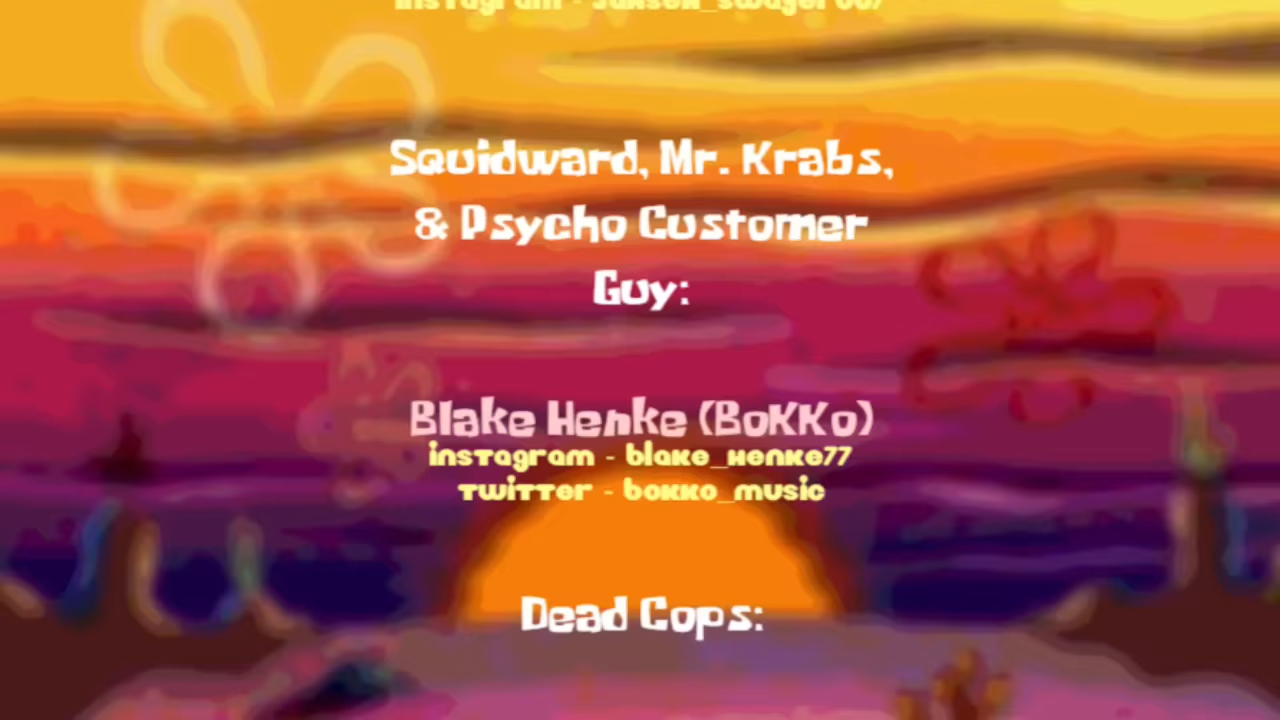 Squidward, Mr. Krabs,
& Psycho Customer
Guy:
Blake Henke (BoKKo)
instagram - blake_henke77
twitter - bokko_music
Dead Cops: